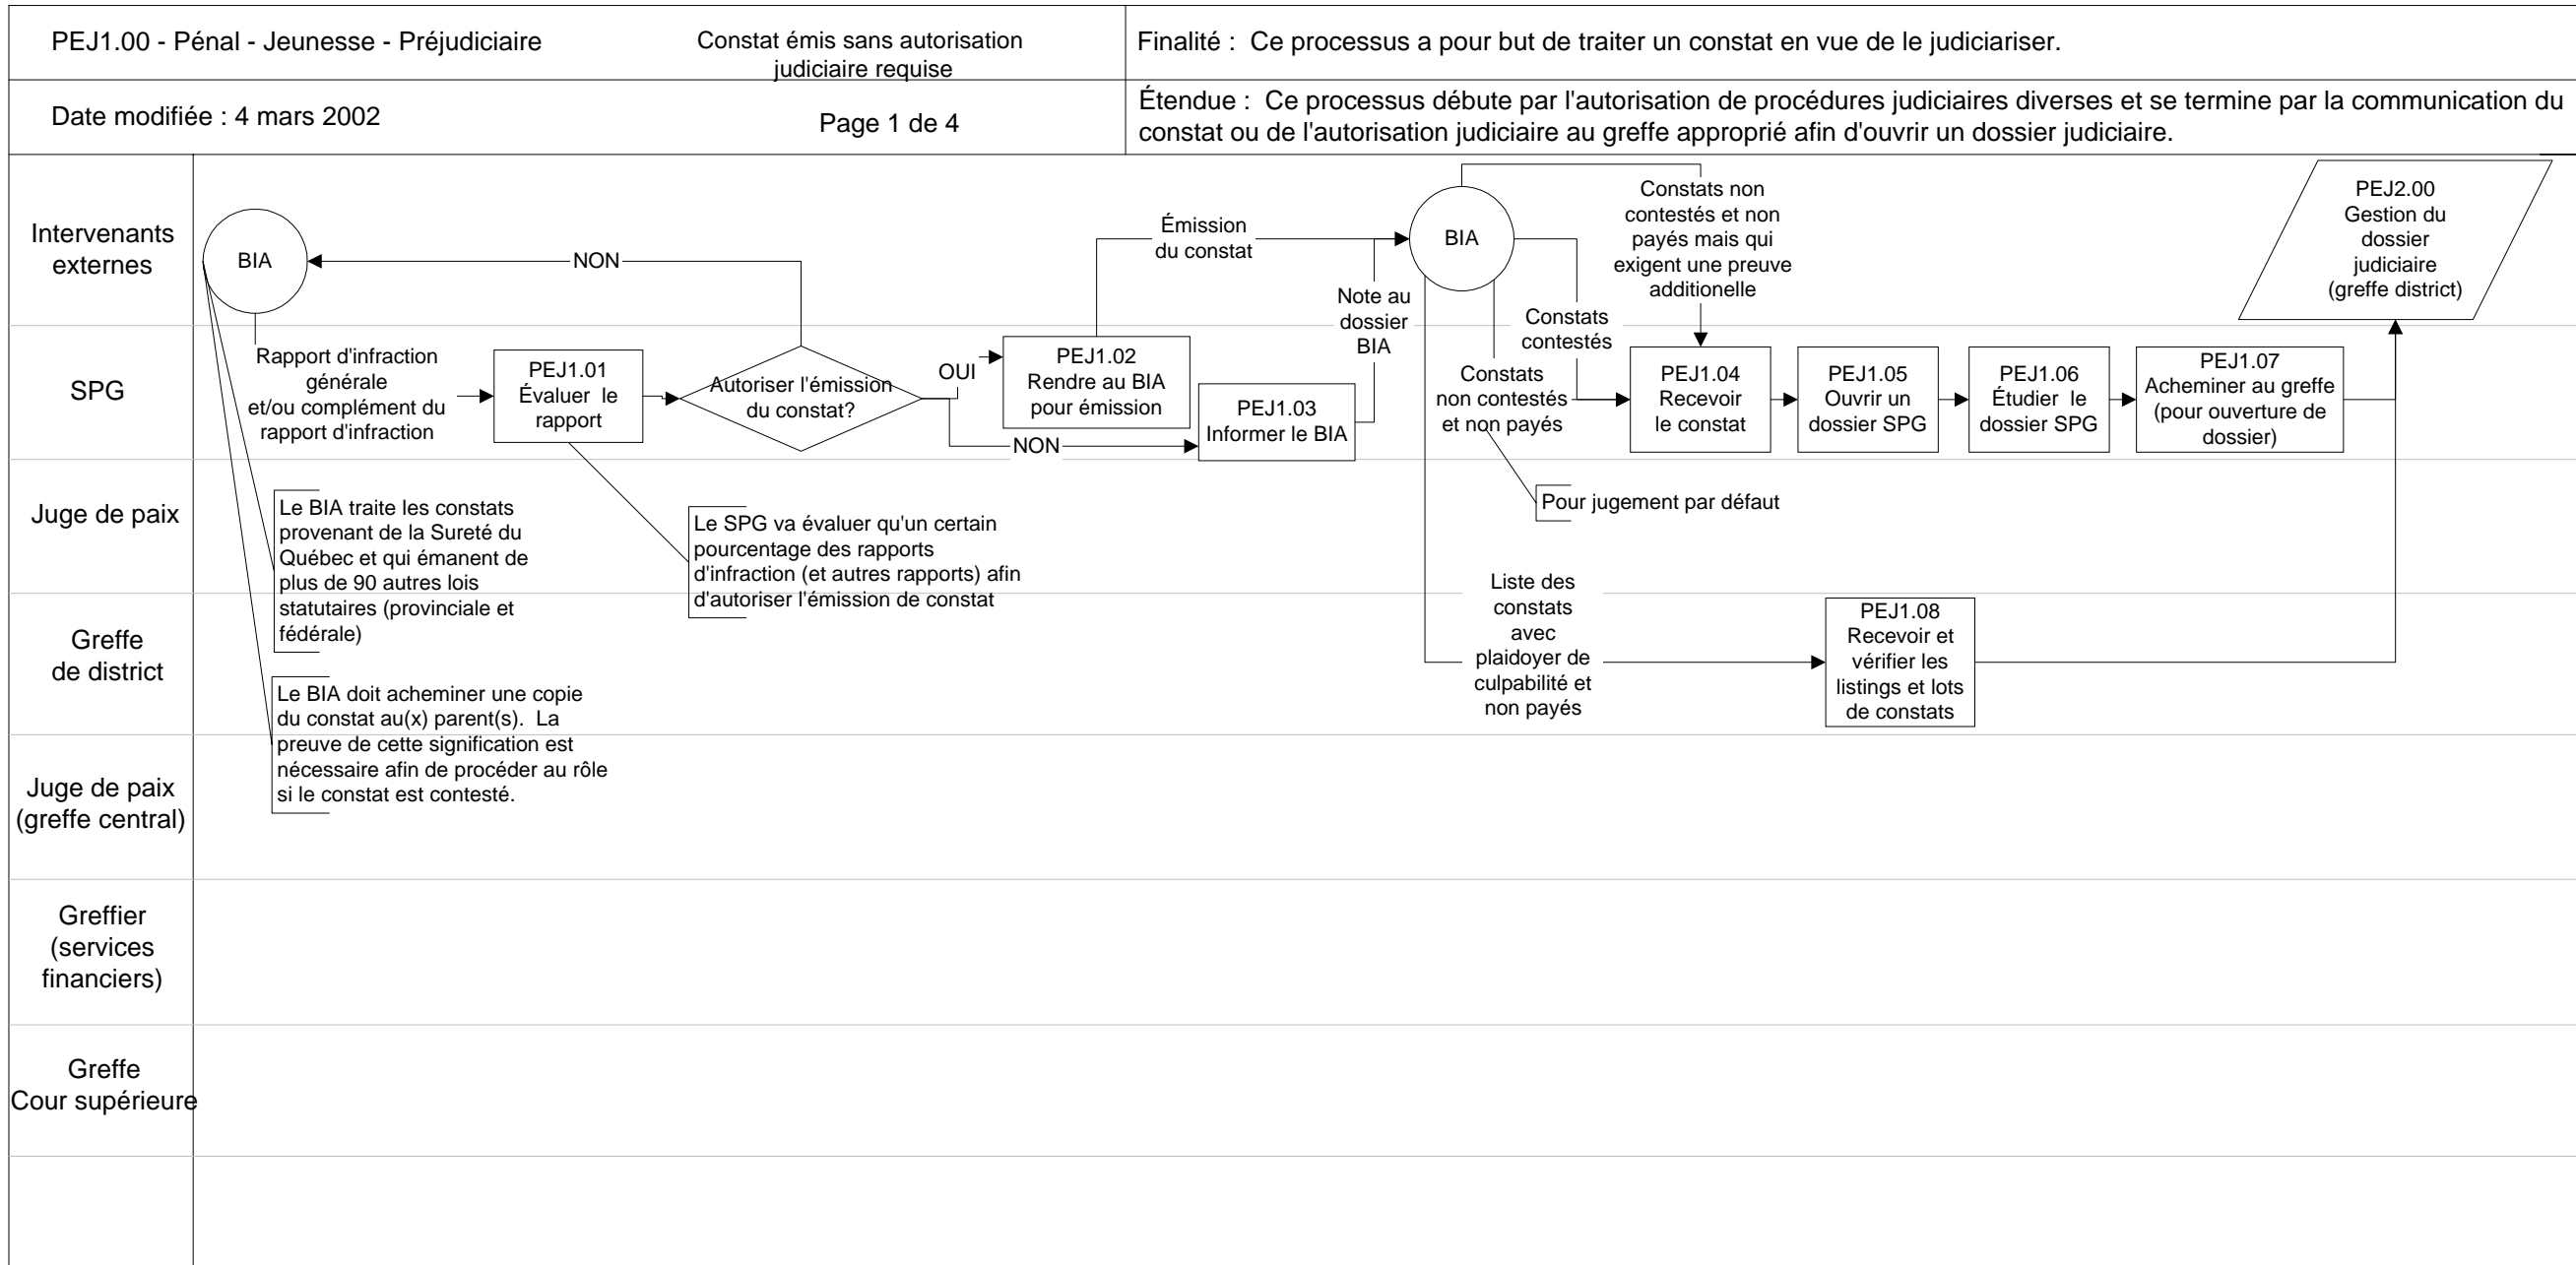 PEJ1.00 - Pénal - Jeunesse - Préjudiciaire
Constat émis sans autorisation
judiciaire requise
Finalité : Ce processus a pour but de traiter un constat en vue de le judiciariser.
Date modifiée : 4 mars 2002
Page 1 de 4
Étendue : Ce processus débute par l'autorisation de procédures judiciaires diverses et se termine par la communication du
constat ou de l'autorisation judiciaire au greffe approprié afin d'ouvrir un dossier judiciaire.
Intervenants
externes
BIA
NON
Émission
du constat
Note au
dossier
BIA
BIA
Constats non
contestés et non
payés mais qui
exigent une preuve
additionelle
Constats
contestés
PEJ2.00
Gestion du
dossier
judiciaire
(greffe district)
SPG
Rapport d'infraction
générale
et/ou complément du
rapport d'infraction
PEJ1.01
Évaluer le
rapport
Autoriser l'émission
du constat?
OUI
NON
PEJ1.02
Rendre au BIA
pour émission
PEJ1.03
Informer le BIA
Constats
non contestés
et non payés
PEJ1.04
Recevoir
le constat
PEJ1.05
Ouvrir un
dossier SPG
PEJ1.06
Étudier le
dossier SPG
PEJ1.07
Acheminer au greffe
(pour ouverture de
dossier)
Juge de paix
Le BIA traite les constats
provenant de la Sureté du
Québec et qui émanent de
plus de 90 autres lois
statutaires (provinciale et
fédérale)
Le SPG va évaluer qu'un certain
pourcentage des rapports
d'infraction (et autres rapports) afin
d'autoriser l'émission de constat
Pour jugement par défaut
Greffe
de district
Le BIA doit acheminer une copie
du constat au(x) parent(s). La
preuve de cette signification est
nécessaire afin de procéder au rôle
si le constat est contesté.
Liste des
constats
avec
plaidoyer de
culpabilité et
non payés
PEJ1.08
Recevoir et
vérifier les
listings et lots
de constats
Juge de paix
(greffe central)
Greffier
(services
financiers)
Greffe
Cour supérieure